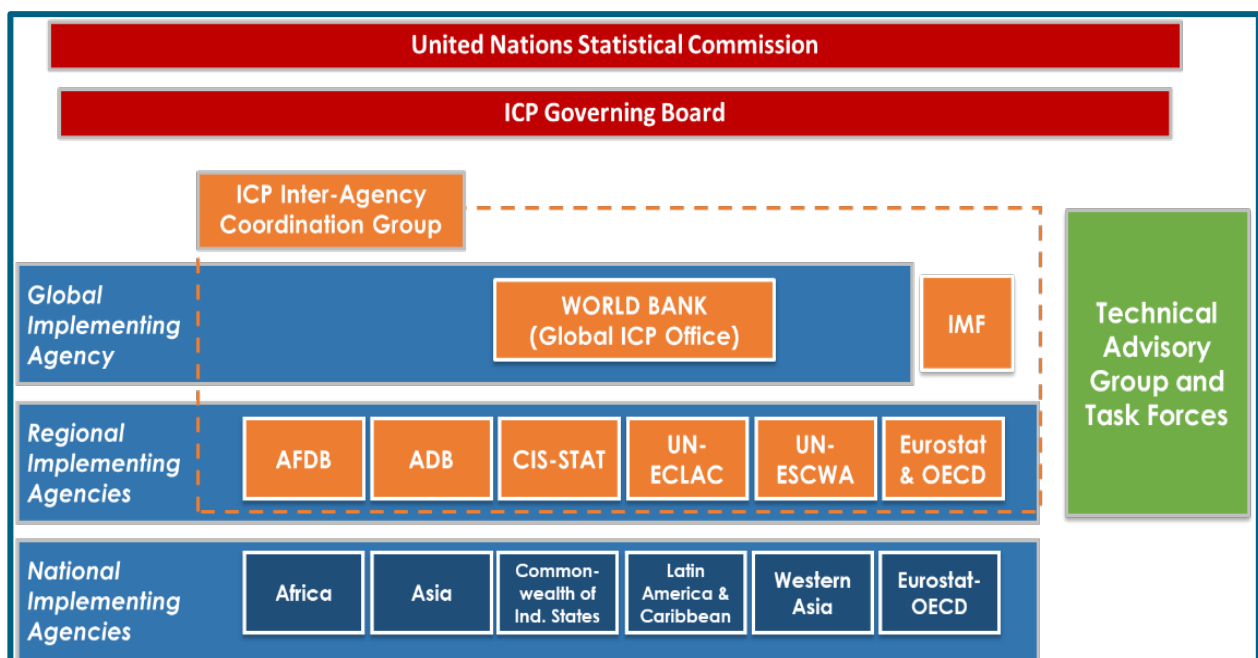 United Nations Statistical Commission
ICP Governing Board
ICP Inter-Agency
Coordination Group
Global
Implementing
Agency
WORLD BANK
(Global ICP Office)
IMF
Technical
Advisory
Group and
Task Forces
Regional
Implementing
Agencies
AFDB
ADB
CIS-STAT
UN-
ECLAC
UN-
ESCWA
Eurostat
& OECD
National
Implementing
Agencies
Africa
Asia
Common-
wealth of
Ind. States
Latin
America &
Caribbean
Western
Asia
Eurostat-
OECD